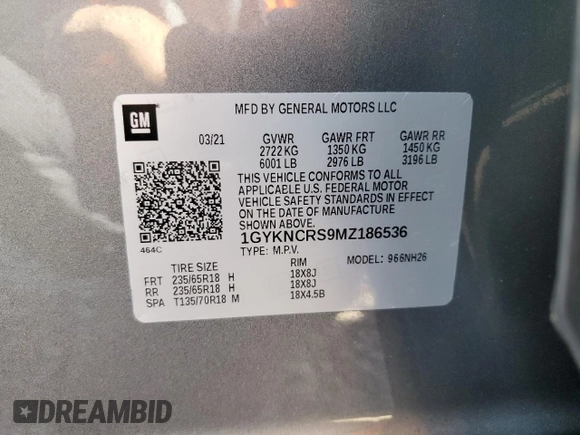 GM
MFD BY GENERAL MOTORS LLC
03/21 GVWR GAWR FRT GAWR RR
2722 KG 1350 KG 1450 KG
6001 LB 2976 LB 3196 LB
THIS VEHICLE CONFORMS TO ALL
APPLICABLE U.S. FEDERAL MOTOR
VEHICLE SAFETY STANDARDS IN EFFECT
ON THE DATE OF MANUFACTURE
SHOWN ABOVE.
1GYKNCRS9MZ186536
464C
TYPE: M.P.V. MODEL: 966NH26
TIRE SIZE RIM
FRT 235/65R18 H 18X8J
RR 235/65R18 H 18X8J
SPA T135/70R18 M 18X4.5B
DREAMBID